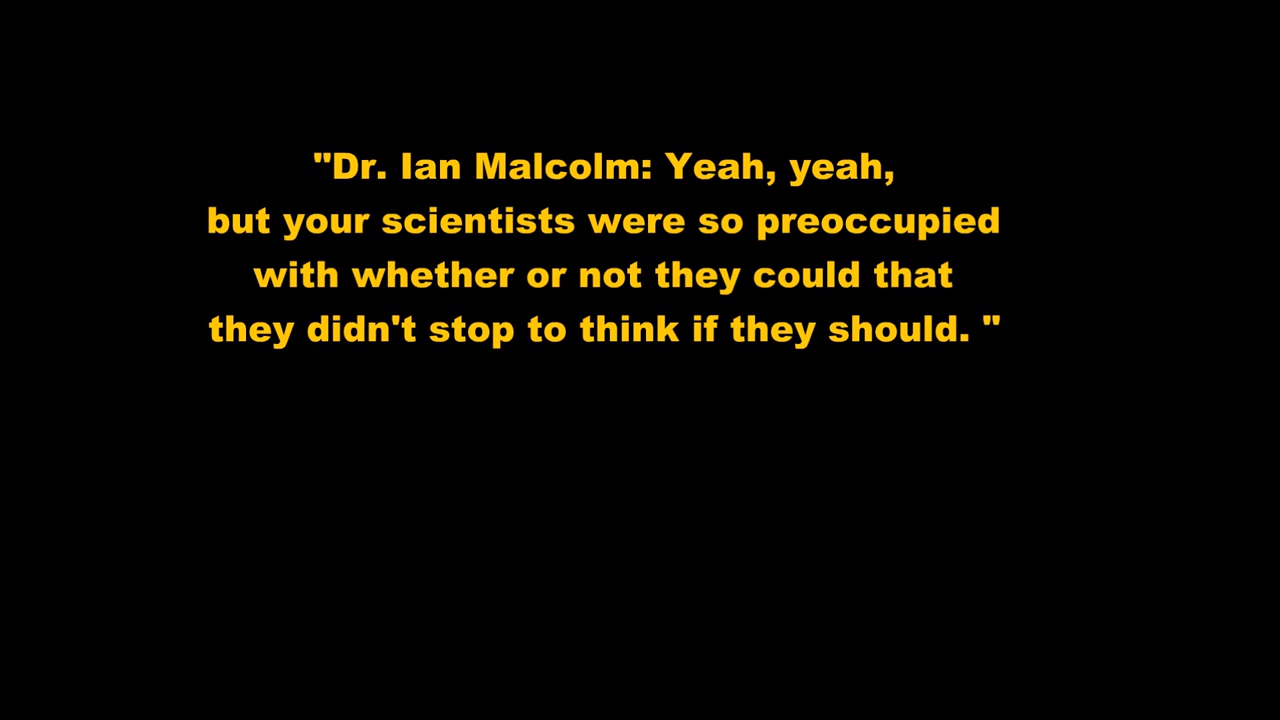 "Dr. Ian Malcolm: Yeah, yeah,
but your scientists were so preoccupied
with whether or not they could that
they didn't stop to think if they should. "